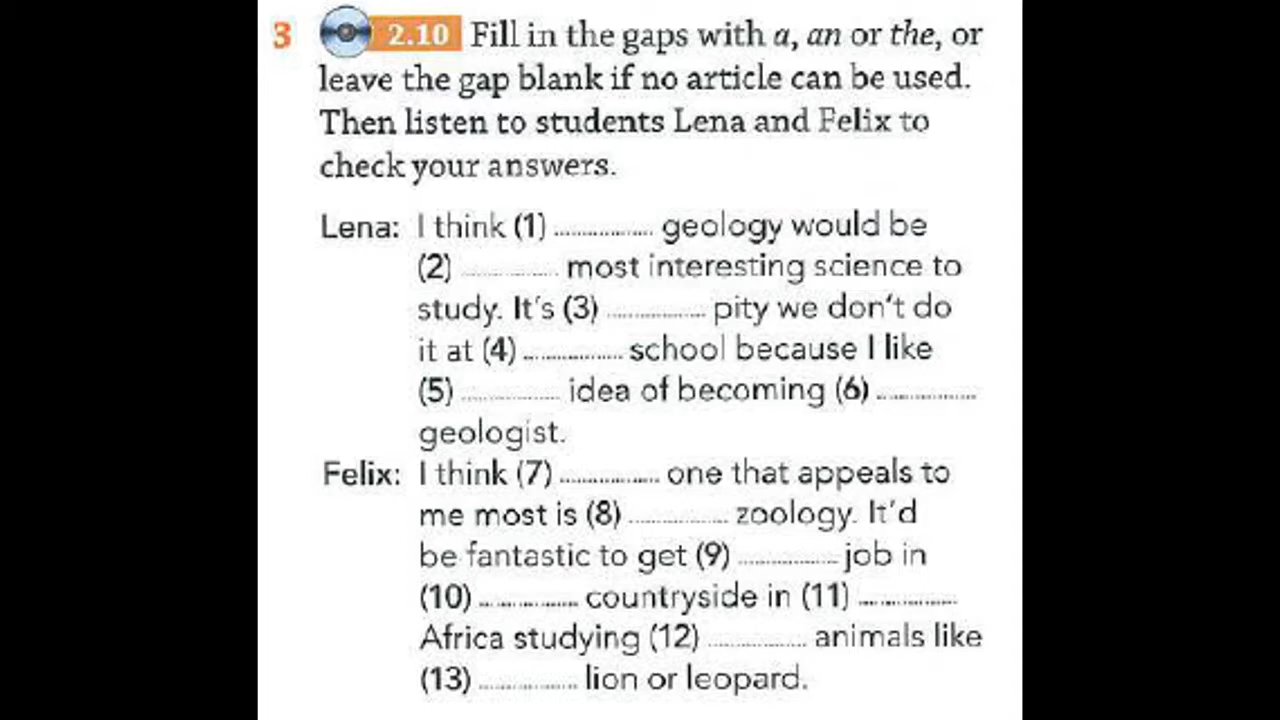 3 2.10 Fill in the gaps with a, an or the, or
leave the gap blank if no article can be used.
Then listen to students Lena and Felix to
check your answers.
Lena: I think (1) ................ geology would be
(2) ................ most interesting science to
study. It's (3) ................ pity we don't do
it at (4) ................ school because I like
(5) ................ idea of becoming (6) ................
geologist.
Felix: I think (7) ................ one that appeals to
me most is (8) ................ zoology. It'd
be fantastic to get (9) ................ job in
(10) ................ countryside in (11) ................
Africa studying (12) ................ animals like
(13) ................ lion or leopard.